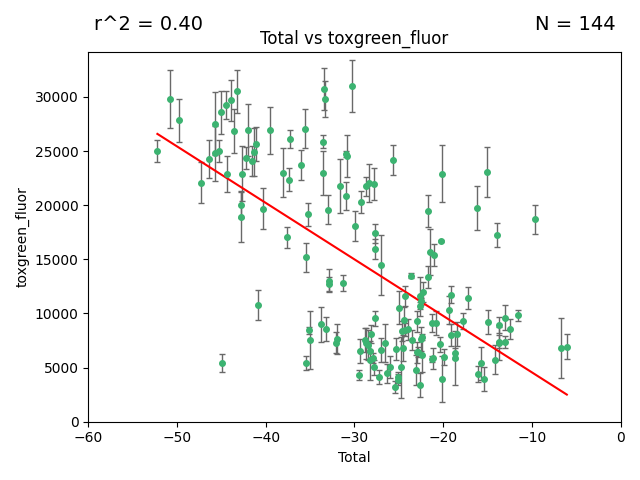 r^2 = 0.40
N = 144
Total vs toxgreen_fluor
30000
25000
20000
15000
10000
5000
0
toxgreen_fluor
−60
−50
−40
−30
−20
−10
0
Total